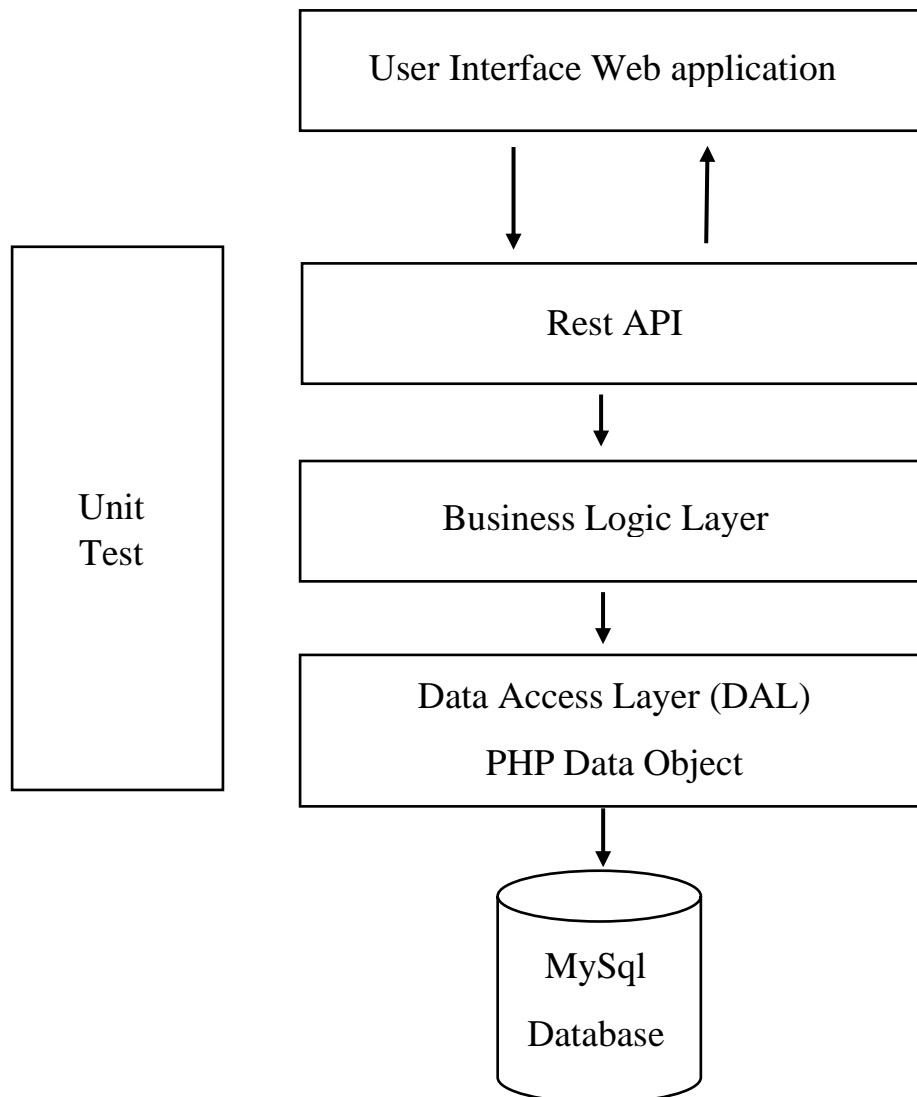 User Interface Web application
Rest API
Unit
Test
Business Logic Layer
Data Access Layer (DAL)
PHP Data Object
MySql
Database